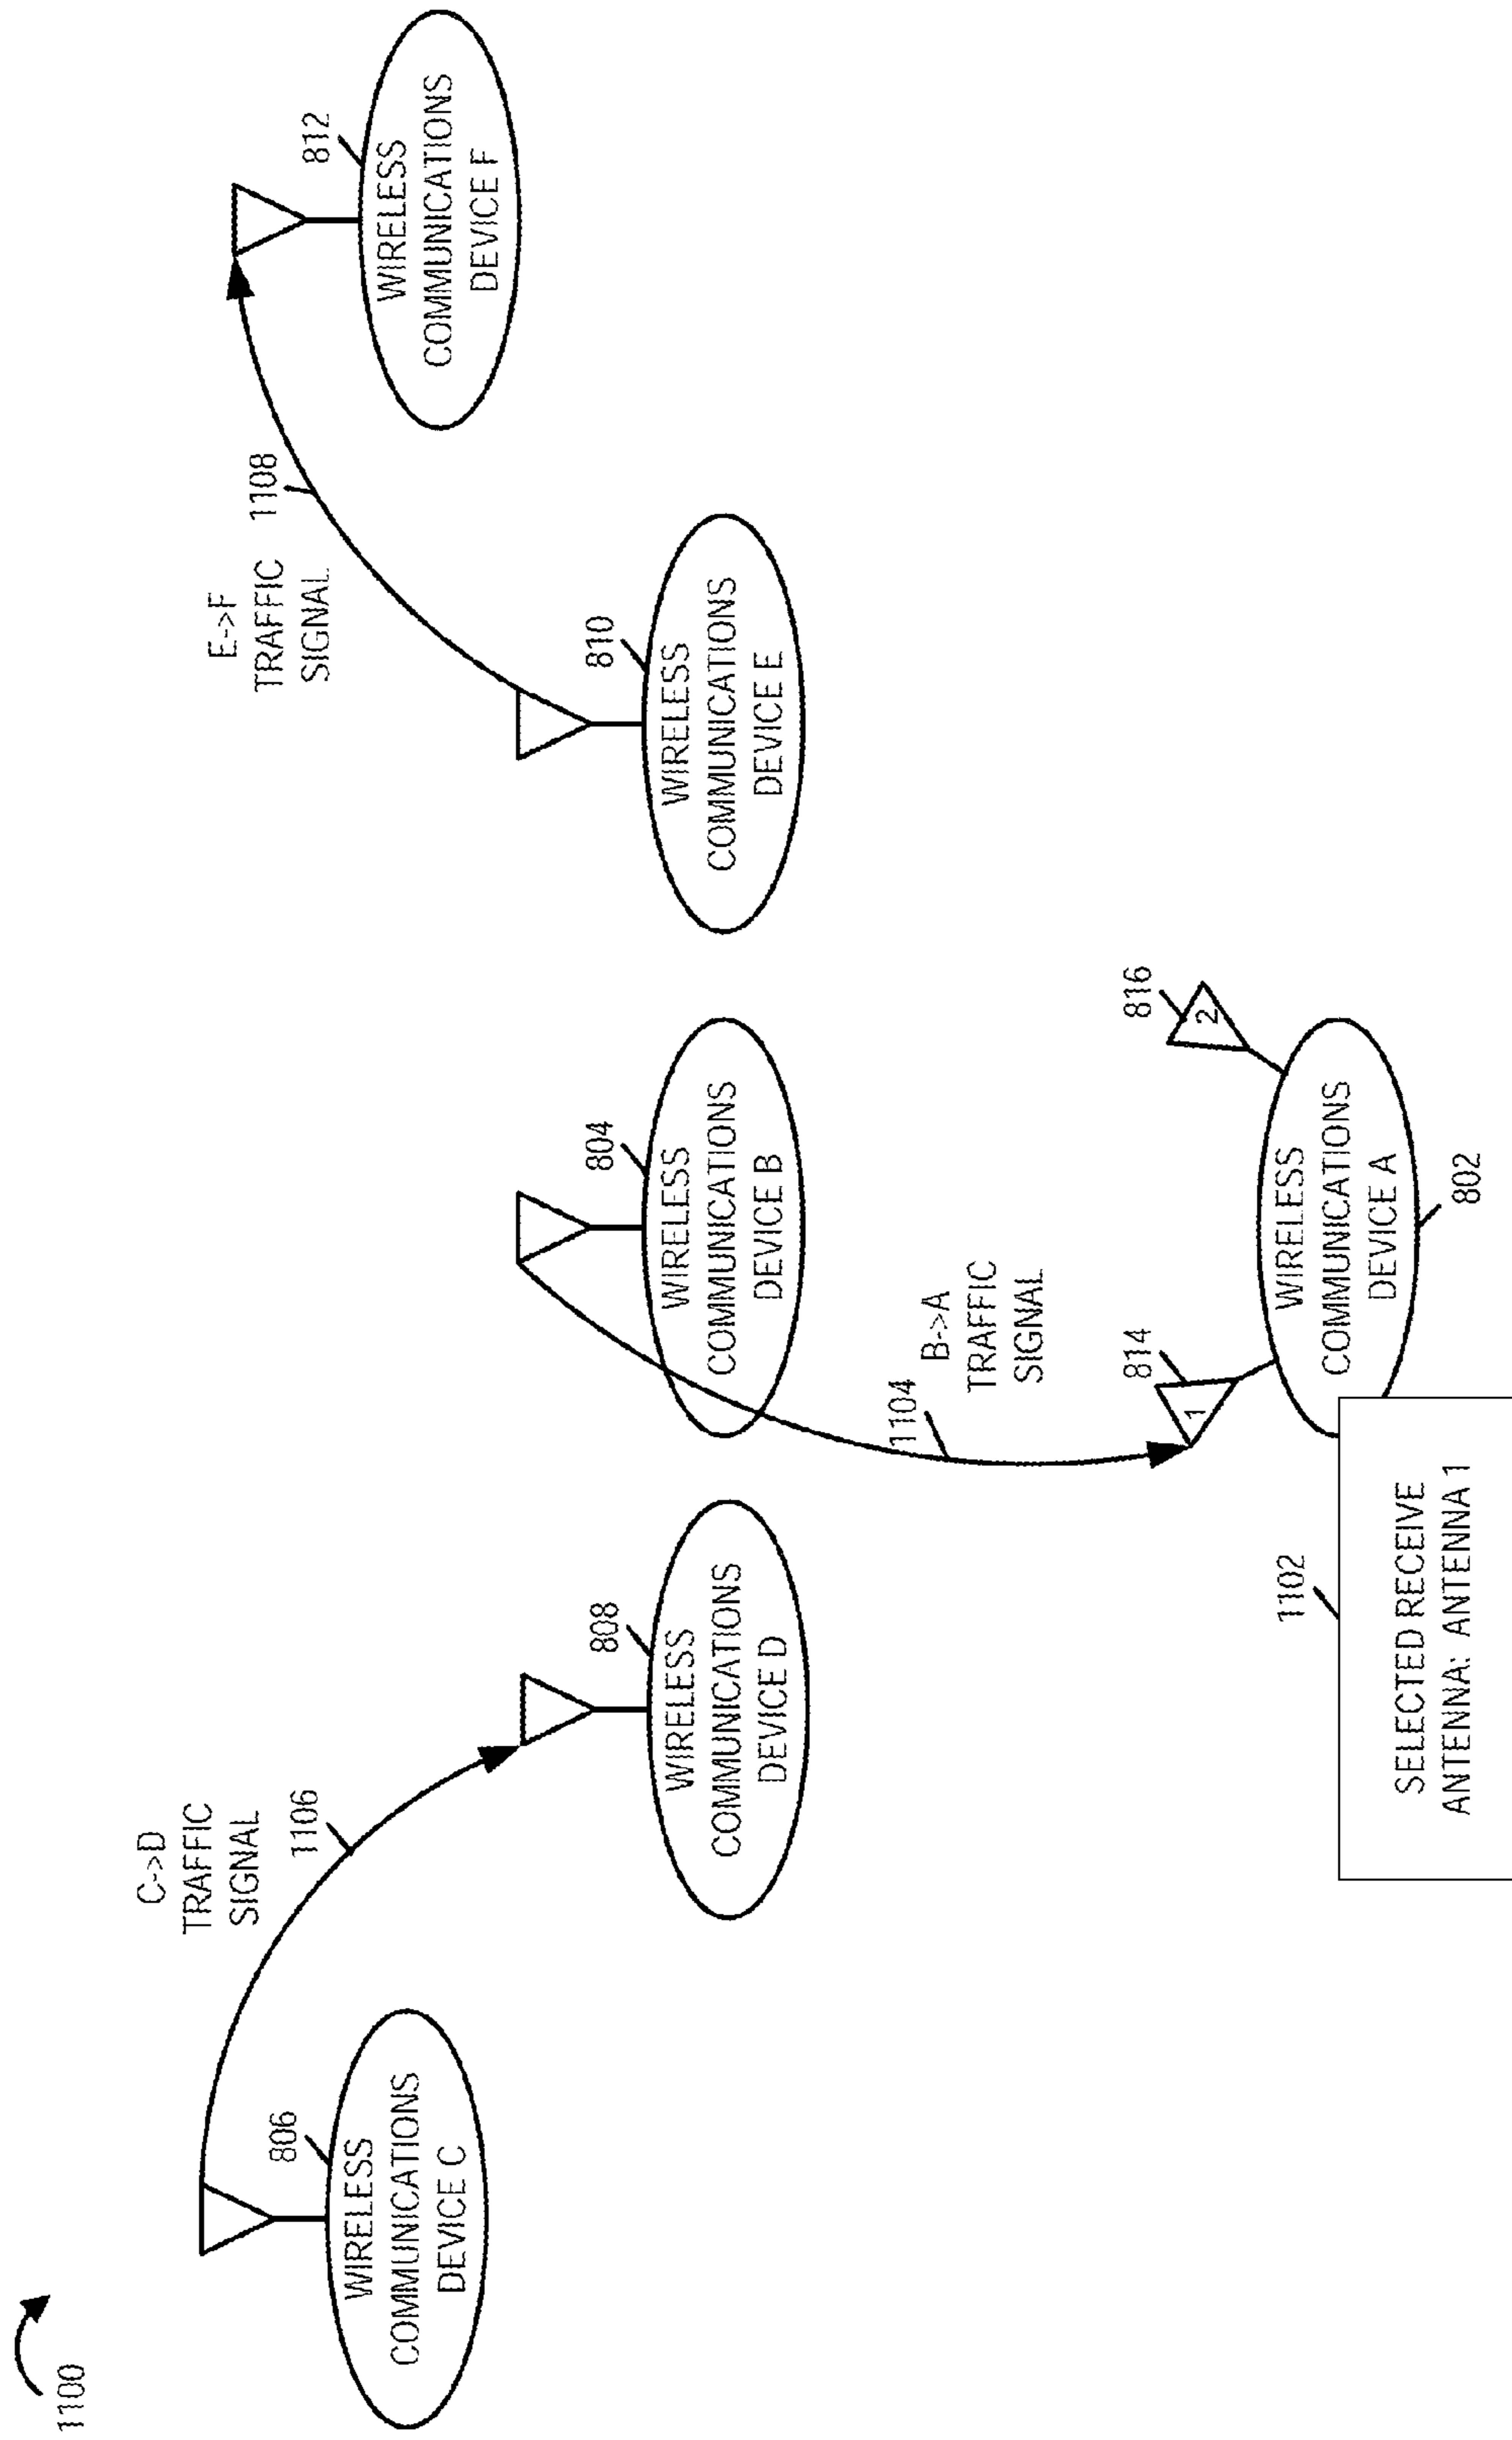 1100
C->D
TRAFFIC
SIGNAL
1106
806
WIRELESS
COMMUNICATIONS
DEVICE C
808
WIRELESS
COMMUNICATIONS
DEVICE D
804
WIRELESS
COMMUNICATIONS
DEVICE B
E->F
TRAFFIC
SIGNAL
1108
810
WIRELESS
COMMUNICATIONS
DEVICE E
812
WIRELESS
COMMUNICATIONS
DEVICE F
1104
B->A
TRAFFIC
SIGNAL
814
1
816
2
WIRELESS
COMMUNICATIONS
DEVICE A
802
1102
SELECTED RECEIVE
ANTENNA: ANTENNA 1